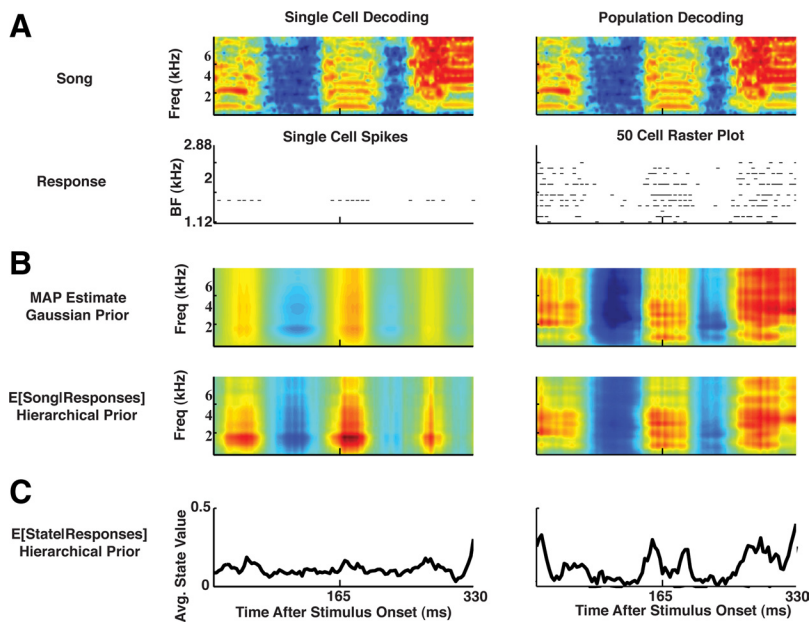 A
Single Cell Decoding
Population Decoding
Song
Freq (kHz)
6
4
2
Single Cell Spikes
50 Cell Raster Plot
Response
BF (kHz)
2.88
2
1.12
B
MAP Estimate
Gaussian Prior
Freq (kHz)
6
4
2
E[Song|Responses]
Hierarchical Prior
Freq (kHz)
6
4
2
C
E[State|Responses]
Hierarchical Prior
Avg. State Value
0.5
0
165
330
165
330
Time After Stimulus Onset (ms)
Time After Stimulus Onset (ms)